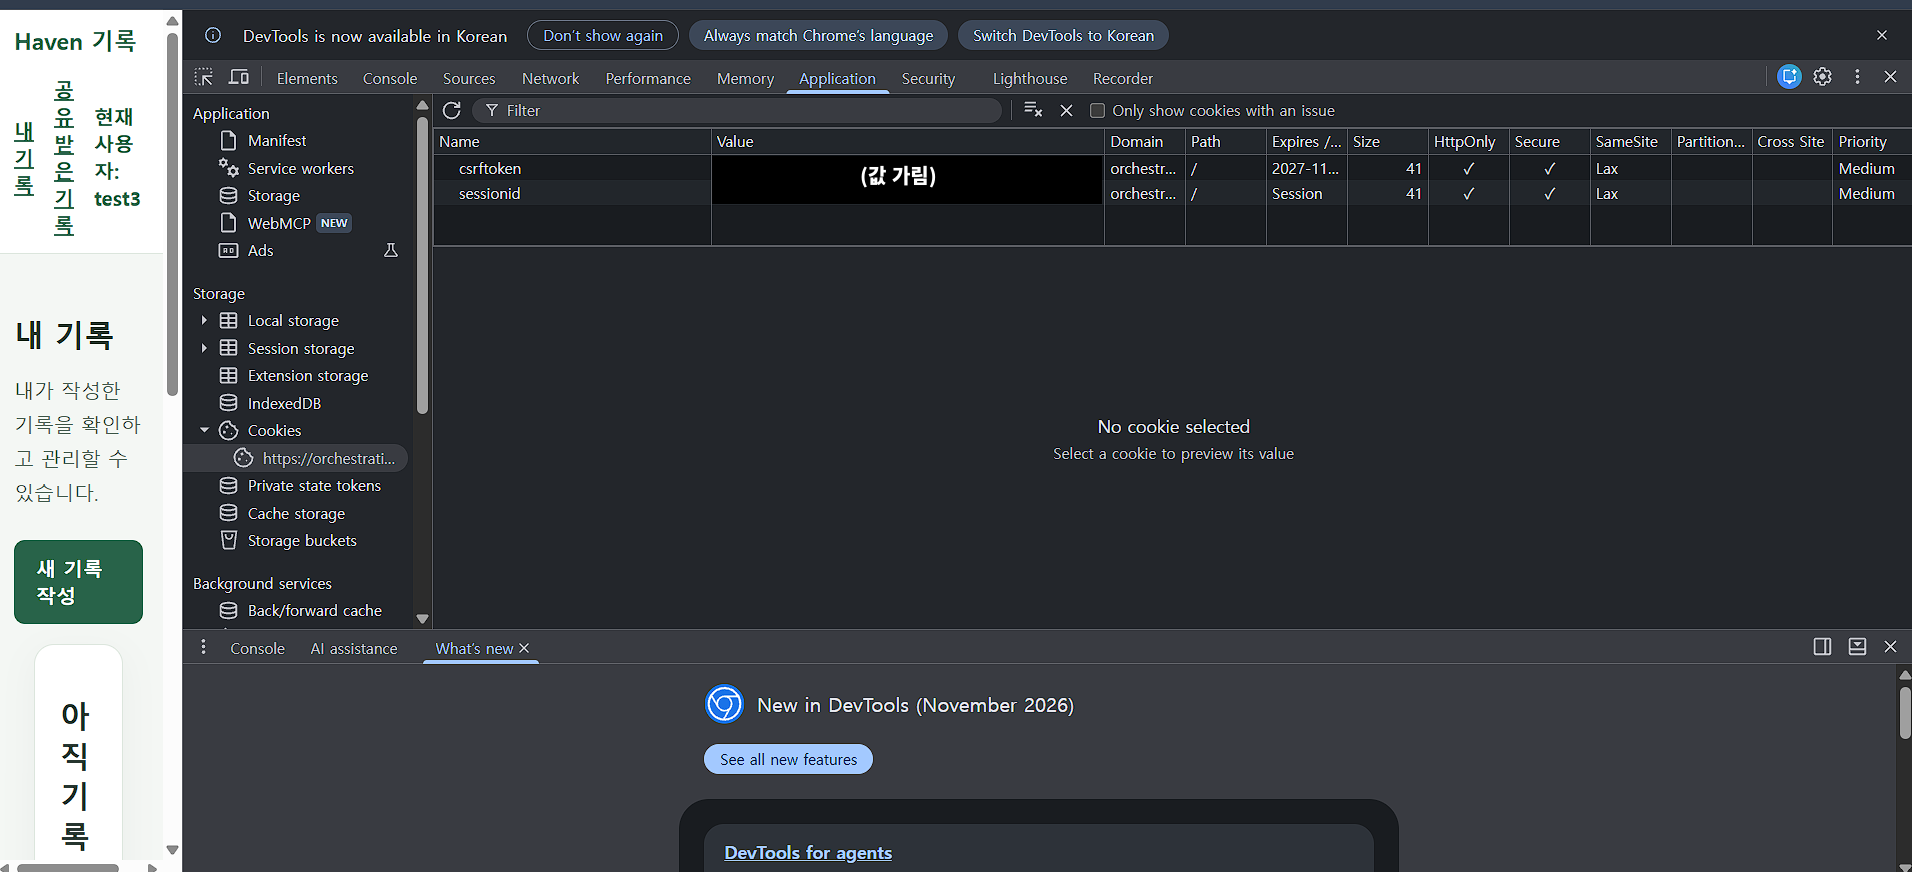 Haven 기록
내 기록
공유 받은 기록
현재 사용자: test3
내 기록
내가 작성한
기록을 확인하
고 관리할 수
있습니다.
새 기록
작성
아
직
기
록
DevTools is now available in Korean
Don't show again
Always match Chrome's language
Switch DevTools to Korean
Elements Console Sources Network Performance Memory Application Security Lighthouse Recorder
Application
Manifest
Service workers
Storage
WebMCP NEW
Ads
Storage
Local storage
Session storage
Extension storage
IndexedDB
Cookies
https://orchestrati...
Private state tokens
Cache storage
Storage buckets
Background services
Back/forward cache
Filter
Only show cookies with an issue
Name Value Domain Path Expires /... Size HttpOnly Secure SameSite Partition... Cross Site Priority
csrftoken orchestr... / 2027-11... 41 ✓ ✓ Lax Medium
(값 가림)
sessionid orchestr... / Session 41 ✓ ✓ Lax Medium
No cookie selected
Select a cookie to preview its value
Console AI assistance What's new
New in DevTools (November 2026)
See all new features
DevTools for agents